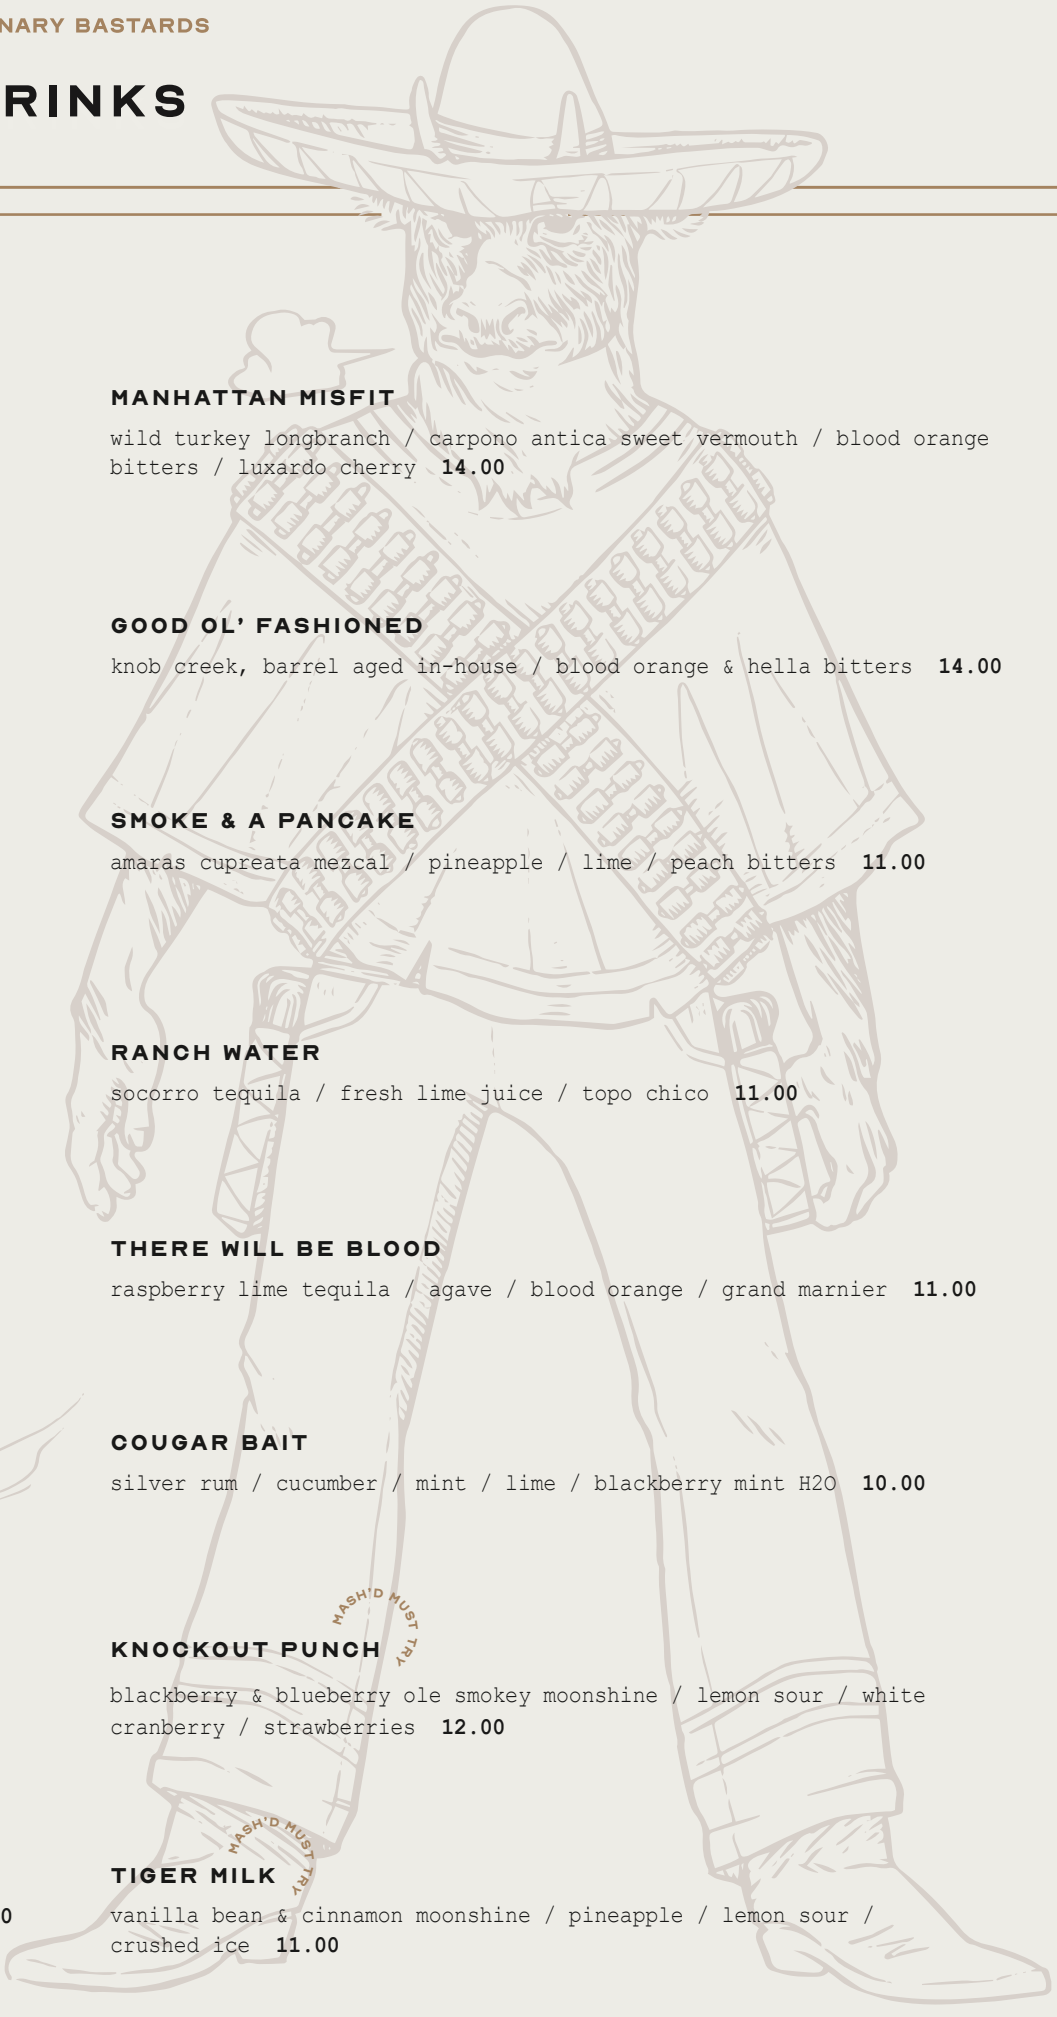 NARY BASTARDS
RINKS
MANHATTAN MISFIT
wild turkey longbranch / carpono antica sweet vermouth / blood orange
bitters / luxardo cherry 14.00
GOOD OL' FASHIONED
knob creek, barrel aged in-house / blood orange & hella bitters 14.00
SMOKE & A PANCAKE
amaras cupreata mezcal / pineapple / lime / peach bitters 11.00
RANCH WATER
socorro tequila / fresh lime juice / topo chico 11.00
THERE WILL BE BLOOD
raspberry lime tequila / agave / blood orange / grand marnier 11.00
COUGAR BAIT
silver rum / cucumber / mint / lime / blackberry mint H2O 10.00
MASH'D MUST TRY
KNOCKOUT PUNCH
blackberry & blueberry ole smokey moonshine / lemon sour / white
cranberry / strawberries 12.00
MASH'D MUST TRY
TIGER MILK
0
vanilla bean & cinnamon moonshine / pineapple / lemon sour /
crushed ice 11.00